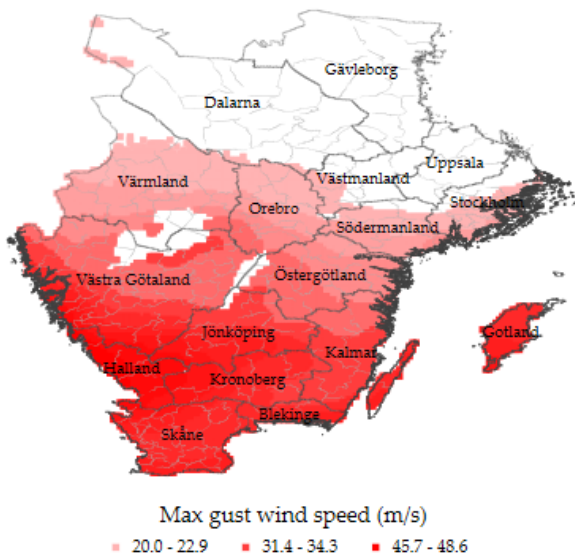 Gävleborg
Dalarna
Uppsala
Västmanland
Värmland
Stockholm
Orebro
Södermanland
Östergötland
Västra Götaland
Jönköping
Gotland
Kalmar
Halland
Kronoberg
Blekinge
Skåne
Max gust wind speed (m/s)
20.0 - 22.9 31.4 - 34.3 45.7 - 48.6